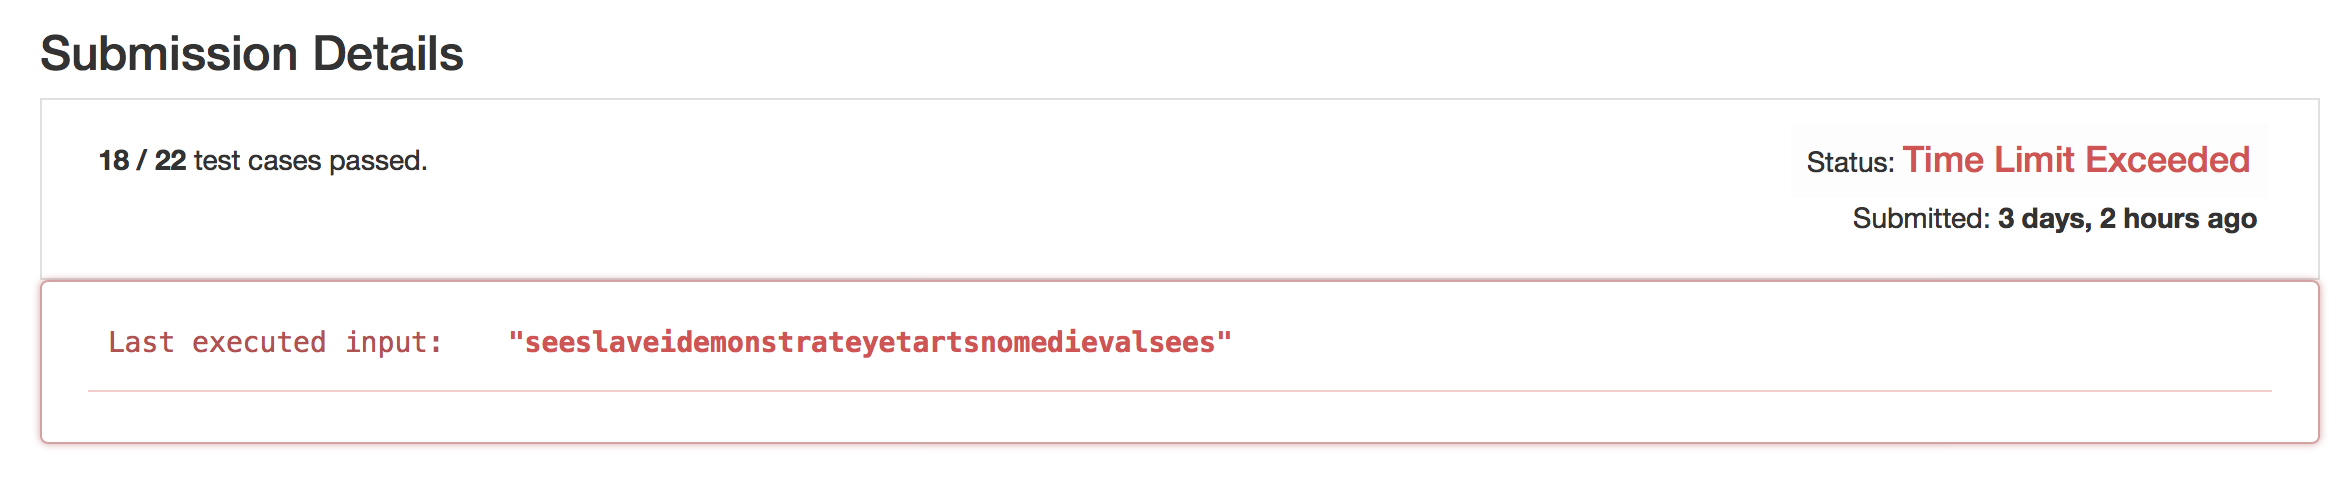 Submission Details
18 / 22 test cases passed.
Status: Time Limit Exceeded
Submitted: 3 days, 2 hours ago
Last executed input: "seeslaveidemonstrateyetartsnomedievalsees"